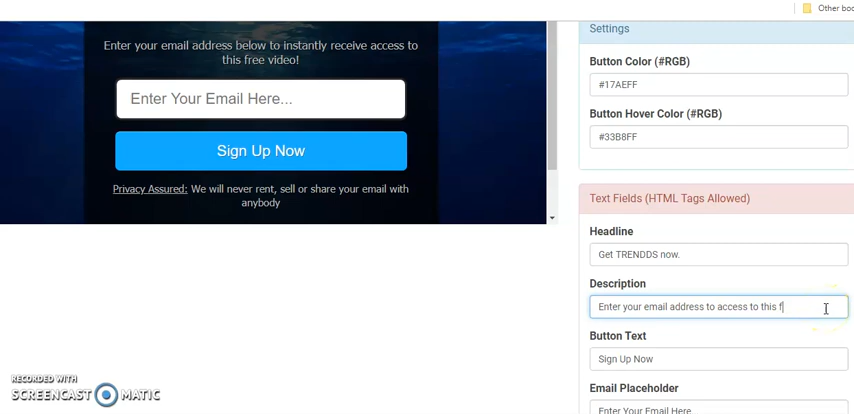 Other boo
Enter your email address below to instantly receive access to
this free video!
Enter Your Email Here...
Sign Up Now
Privacy Assured: We will never rent, sell or share your email with
anybody
Settings
Button Color (#RGB)
#17AEFF
Button Hover Color (#RGB)
#33B8FF
Text Fields (HTML Tags Allowed)
Headline
Get TRENDDS now.
Description
Enter your email address to access to this f
Button Text
Sign Up Now
Email Placeholder
Enter Your Email Here
RECORDED WITH
SCREENCAST MATIC